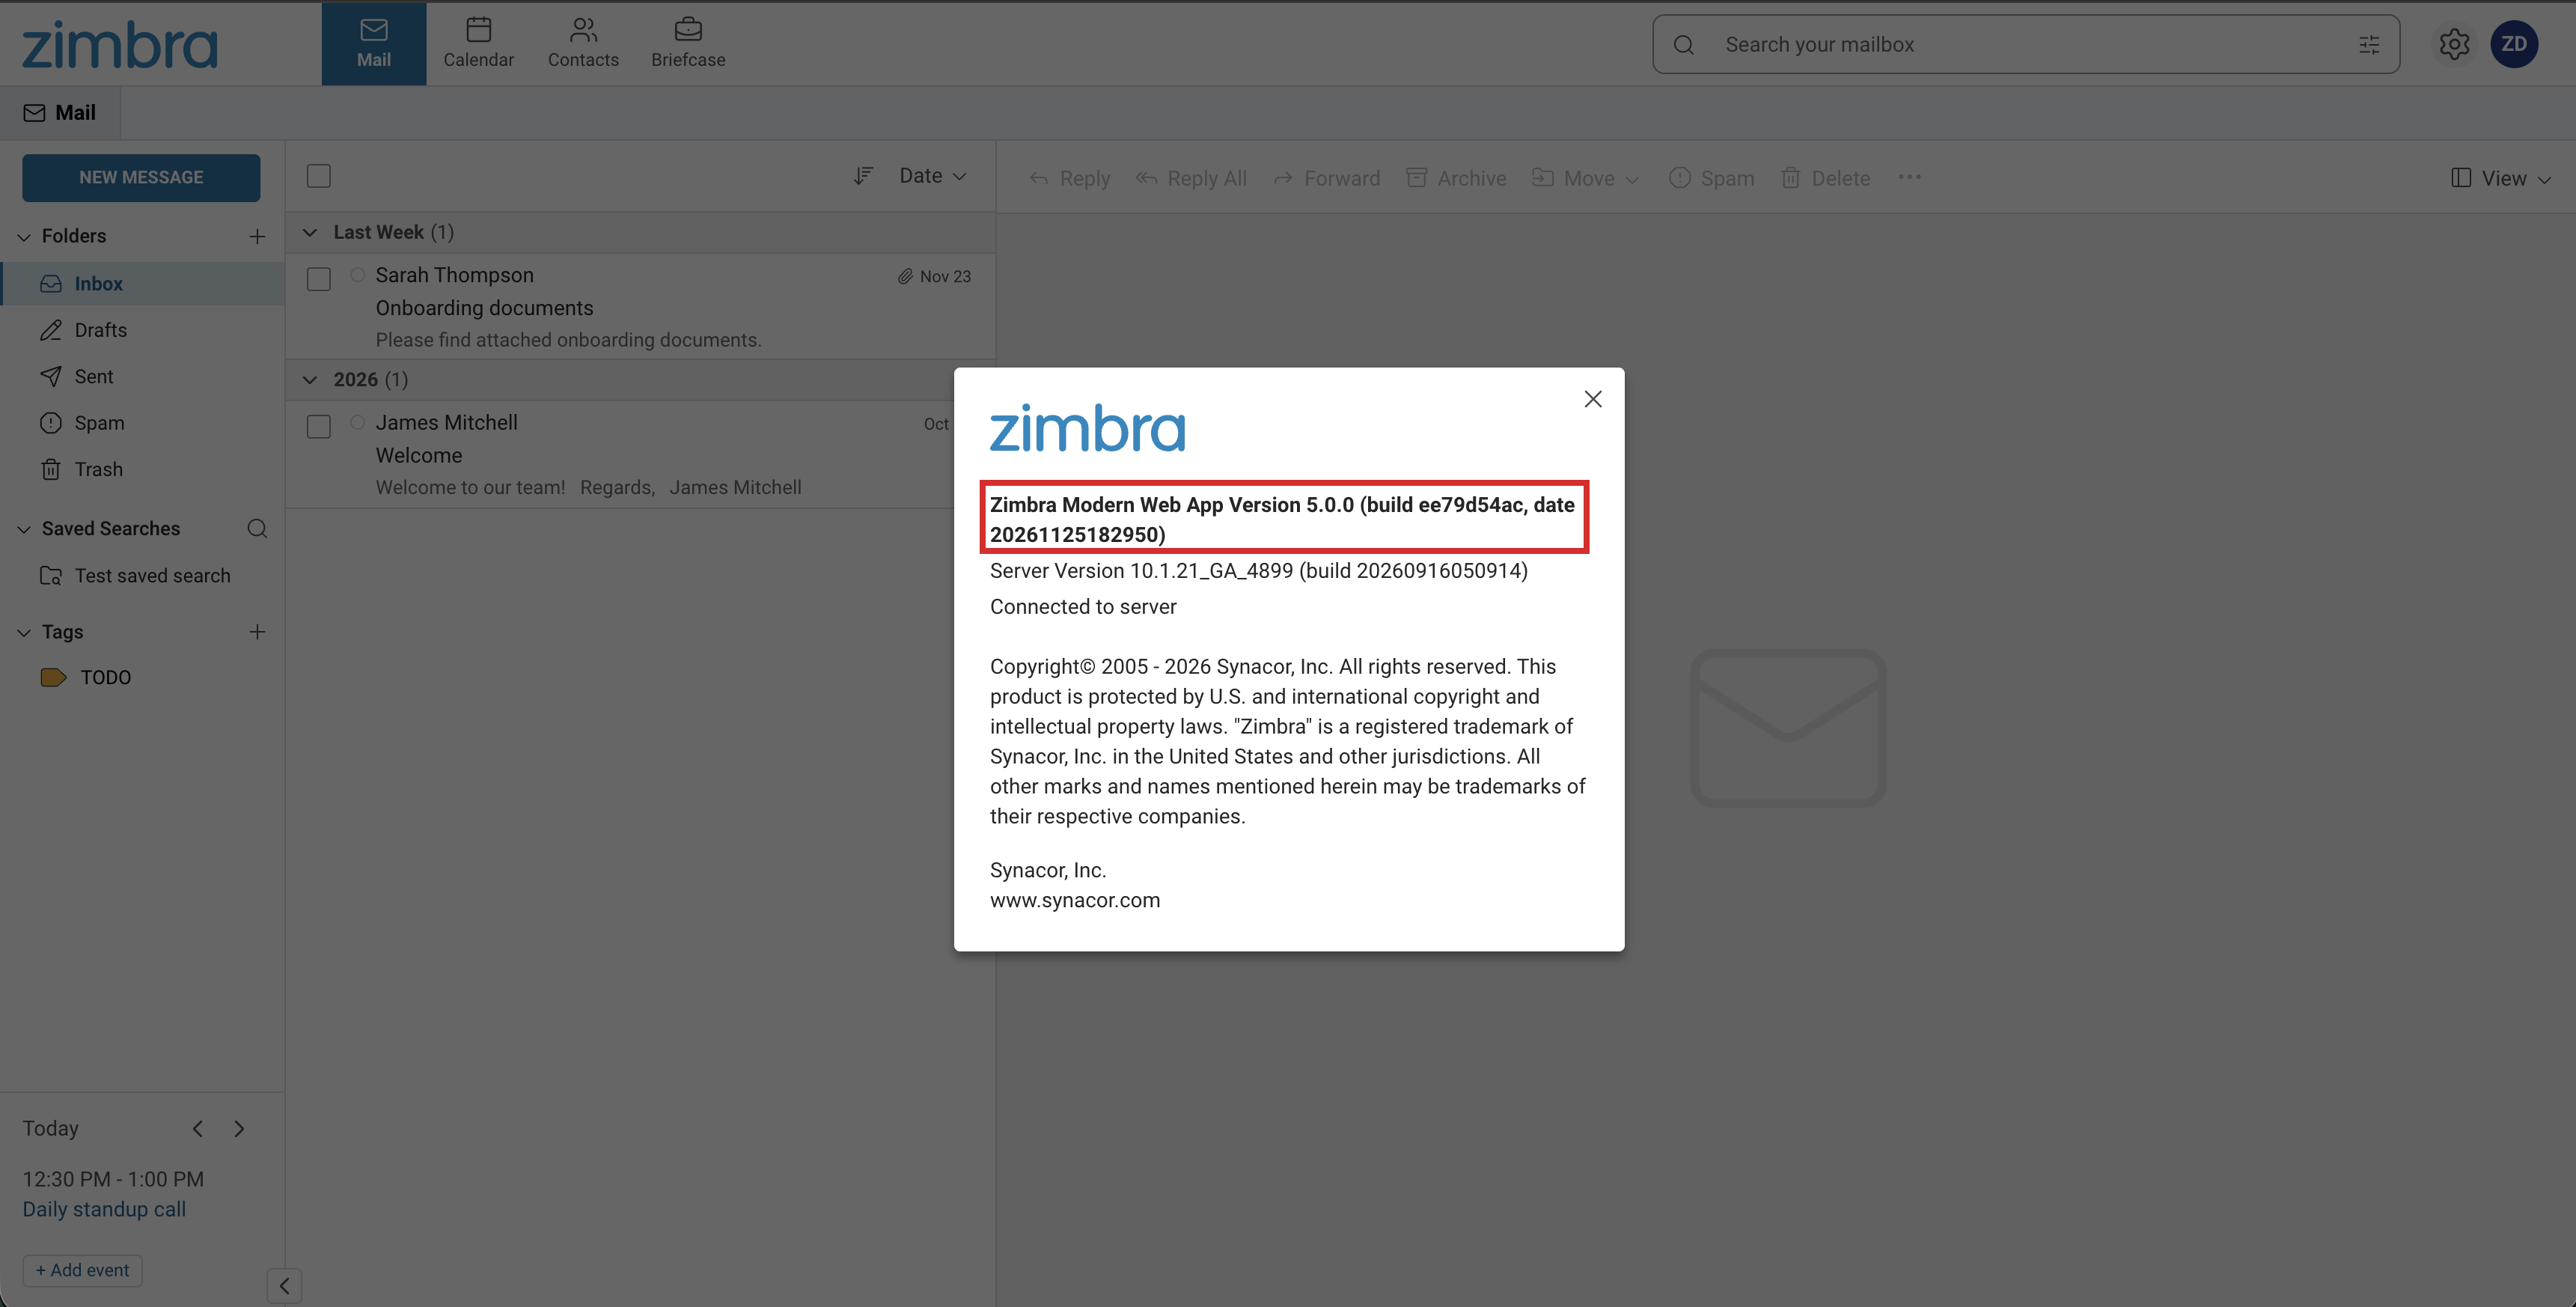 zimbra
Mail
Calendar
Contacts
Briefcase
Search your mailbox
ZD
Mail
NEW MESSAGE
Date
Reply
Reply All
Forward
Archive
Move
Spam
Delete
View
Folders
Inbox
Drafts
Sent
Spam
Trash
Saved Searches
Test saved search
Tags
TODO
Last Week (1)
Sarah Thompson
Nov 23
Onboarding documents
Please find attached onboarding documents.
2026 (1)
James Mitchell
Oct
Welcome
Welcome to our team! Regards, James Mitchell
zimbra
Zimbra Modern Web App Version 5.0.0 (build ee79d54ac, date
20261125182950)
Server Version 10.1.21_GA_4899 (build 20260916050914)
Connected to server
Copyright© 2005 - 2026 Synacor, Inc. All rights reserved. This
product is protected by U.S. and international copyright and
intellectual property laws. "Zimbra" is a registered trademark of
Synacor, Inc. in the United States and other jurisdictions. All
other marks and names mentioned herein may be trademarks of
their respective companies.
Synacor, Inc.
www.synacor.com
Today
12:30 PM - 1:00 PM
Daily standup call
+ Add event